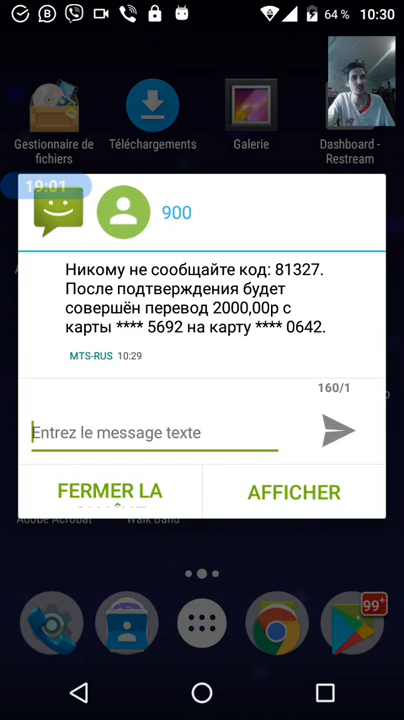 64 % 10:30
Gestionnaire de
fichiers
Téléchargements
Galerie
Dashboard -
Restream
19:01
900
Никому не сообщайте код: 81327.
После подтверждения будет
совершён перевод 2000,00р с
карты **** 5692 на карту **** 0642.
MTS-RUS 10:29
160/1
Entrez le message texte
FERMER LA
AFFICHER
Adobe Acrobat
Walk Band
99+